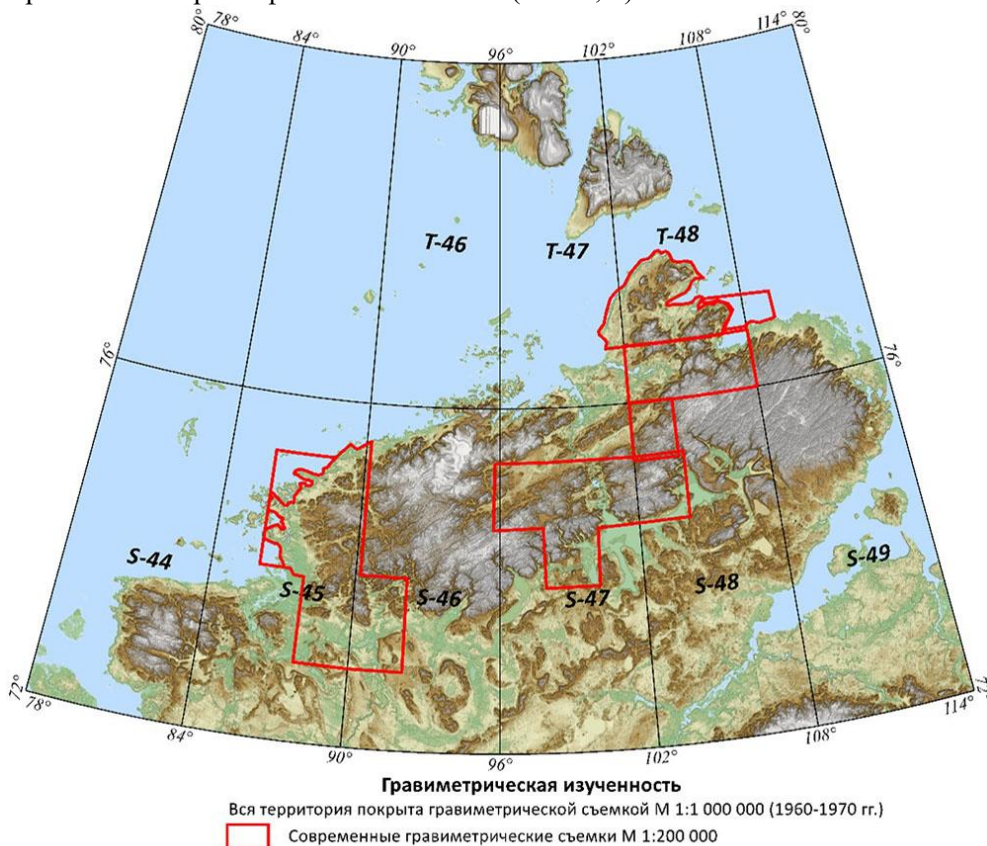 80° 78° 84° 90° 96° 102° 108° 114° 80°
T-46 T-47 T-48
76° 76°
S-44 S-45 S-46 S-47 S-48 S-49
72° 78° 84° 90° 96° 102° 108° 114°
Гравиметрическая изученность
Вся территория покрыта гравиметрической съемкой М 1:1 000 000 (1960-1970 гг.)
Современные гравиметрические съемки М 1:200 000